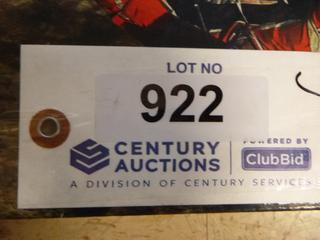 LOT NO
922
CENTURY
AUCTIONS
POWERED BY
ClubBid
A DIVISION OF CENTURY SERVICES